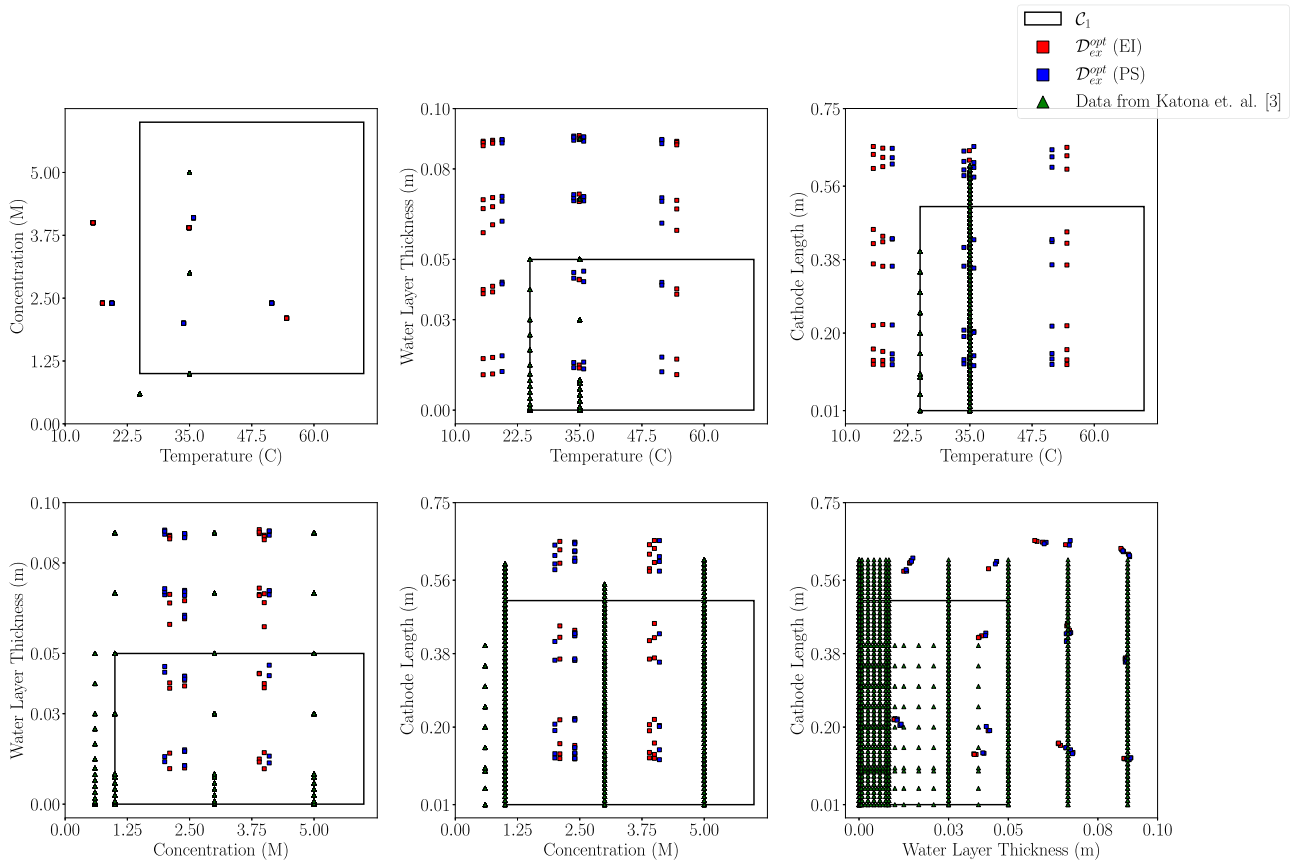 C₁
D_ex^opt (EI)
D_ex^opt (PS)
Data from Katona et. al. [3]
5.00
3.75
2.50
1.25
0.00
Concentration (M)
10.0 22.5 35.0 47.5 60.0
Temperature (C)
0.10
0.08
0.05
0.03
0.00
Water Layer Thickness (m)
10.0 22.5 35.0 47.5 60.0
Temperature (C)
0.75
0.56
0.38
0.20
0.01
Cathode Length (m)
10.0 22.5 35.0 47.5 60.0
Temperature (C)
0.10
0.08
0.05
0.03
0.00
Water Layer Thickness (m)
0.00 1.25 2.50 3.75 5.00
Concentration (M)
0.75
0.56
0.38
0.20
0.01
Cathode Length (m)
0.00 1.25 2.50 3.75 5.00
Concentration (M)
0.75
0.56
0.38
0.20
0.01
Cathode Length (m)
0.00 0.03 0.05 0.08 0.10
Water Layer Thickness (m)